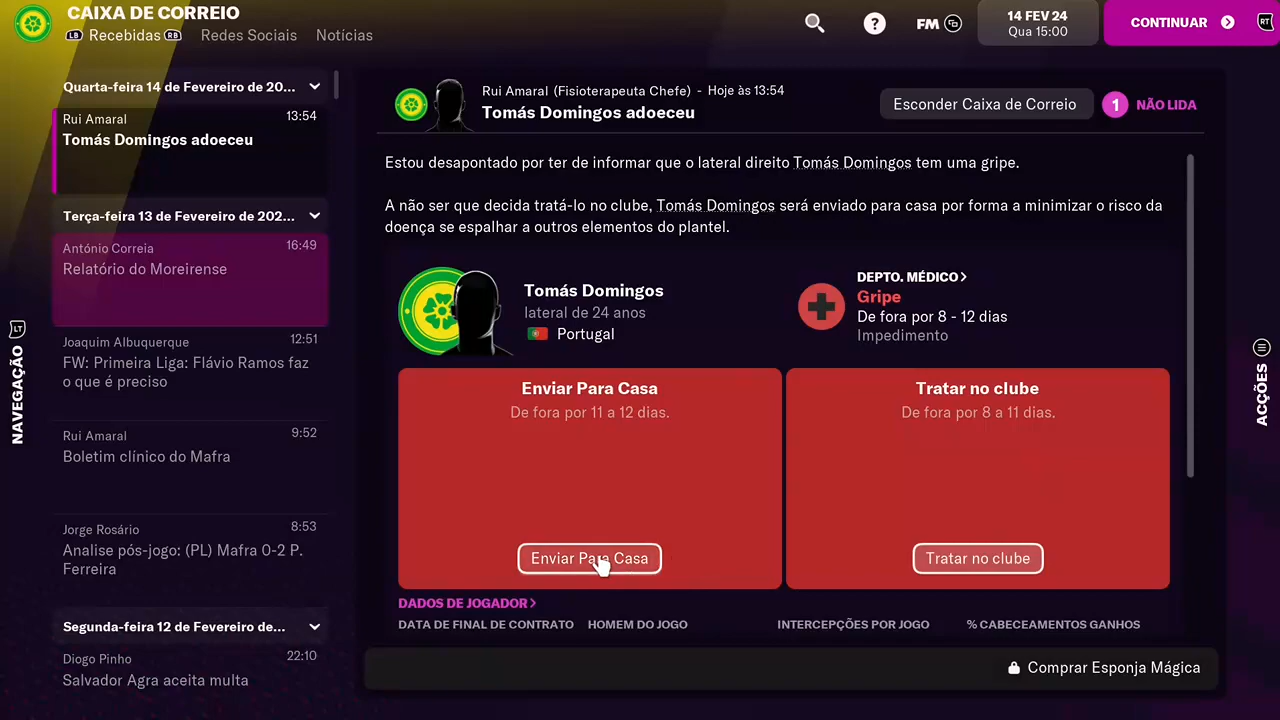 CAIXA DE CORREIO
LB Recebidas RB Redes Sociais Notícias
FM
14 FEV 24
Qua 15:00
CONTINUAR
RT
Quarta-feira 14 de Fevereiro de 20...
Rui Amaral 13:54
Tomás Domingos adoeceu
Terça-feira 13 de Fevereiro de 202...
António Correia 16:49
Relatório do Moreirense
Joaquim Albuquerque 12:51
FW: Primeira Liga: Flávio Ramos faz
o que é preciso
Rui Amaral 9:52
Boletim clínico do Mafra
Jorge Rosário 8:53
Analise pós-jogo: (PL) Mafra 0-2 P.
Ferreira
Segunda-feira 12 de Fevereiro de...
Diogo Pinho 22:10
Salvador Agra aceita multa
LT
NAVEGAÇÃO
Rui Amaral (Fisioterapeuta Chefe) - Hoje às 13:54
Tomás Domingos adoeceu
Esconder Caixa de Correio
1 NÃO LIDA
Estou desapontado por ter de informar que o lateral direito Tomás Domingos tem uma gripe.
A não ser que decida tratá-lo no clube, Tomás Domingos será enviado para casa por forma a minimizar o risco da
doença se espalhar a outros elementos do plantel.
Tomás Domingos
lateral de 24 anos
Portugal
DEPTO. MÉDICO>
Gripe
De fora por 8 - 12 dias
Impedimento
Enviar Para Casa
De fora por 11 a 12 dias.
Enviar Para Casa
Tratar no clube
De fora por 8 a 11 dias.
Tratar no clube
DADOS DE JOGADOR>
DATA DE FINAL DE CONTRATO HOMEM DO JOGO INTERCEPÇÕES POR JOGO % CABECEAMENTOS GANHOS
Comprar Esponja Mágica
ACÇÕES